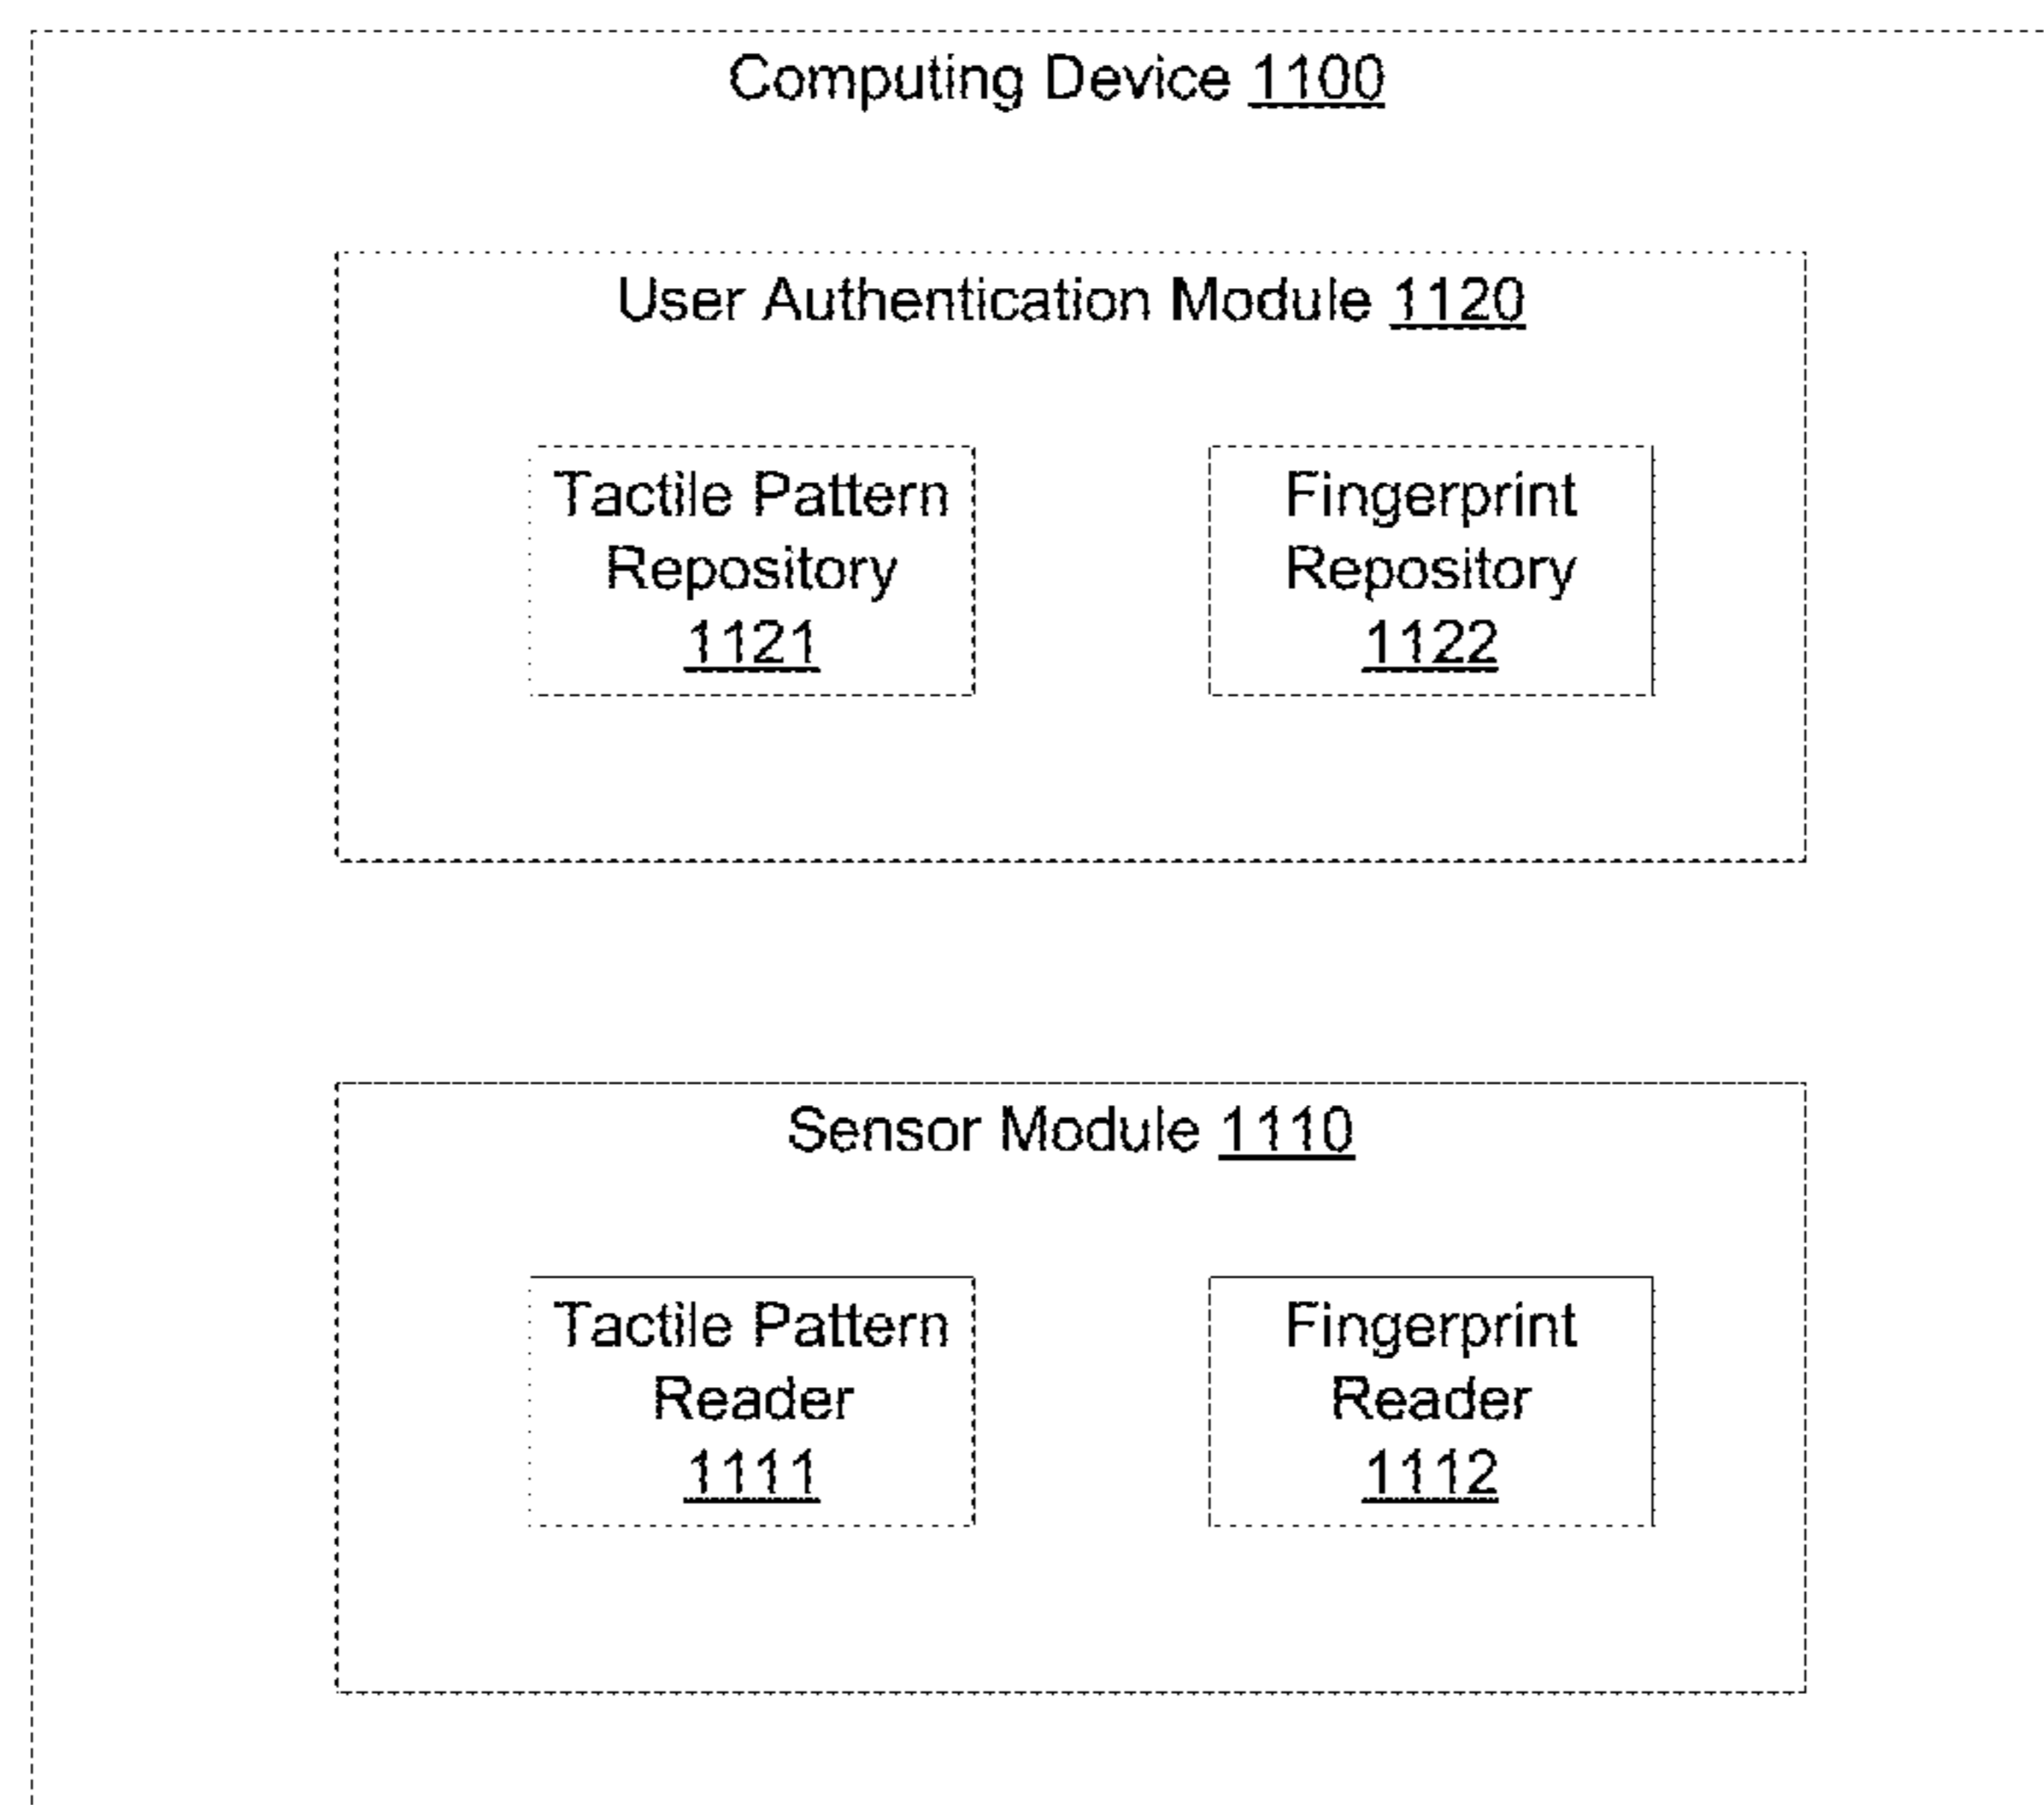 Computing Device 1100
User Authentication Module 1120
Tactile Pattern
Repository
1121
Fingerprint
Repository
1122
Sensor Module 1110
Tactile Pattern
Reader
1111
Fingerprint
Reader
1112